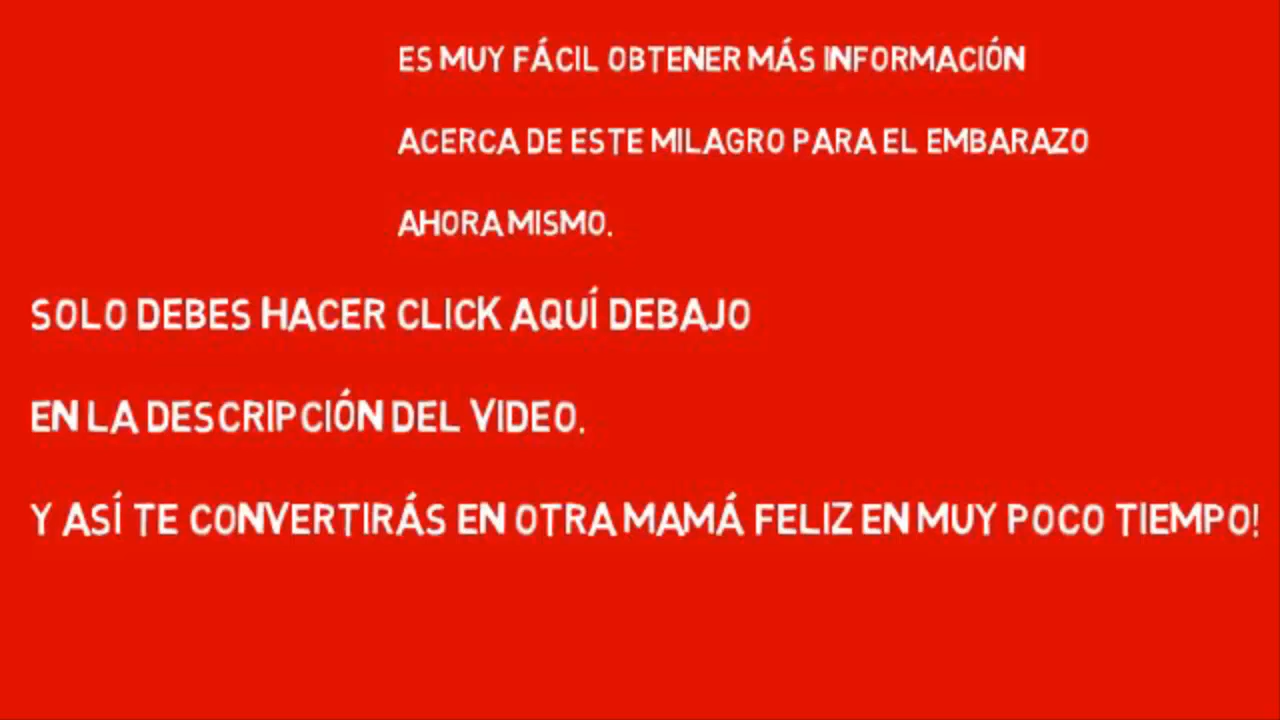 ES MUY FÁCIL OBTENER MÁS INFORMACIÓN
ACERCA DE ESTE MILAGRO PARA EL EMBARAZO
AHORA MISMO.
SOLO DEBES HACER CLICK AQUÍ DEBAJO
EN LA DESCRIPCIÓN DEL VIDEO.
Y ASÍ TE CONVERTIRÁS EN OTRA MAMÁ FELIZ EN MUY POCO TIEMPO!